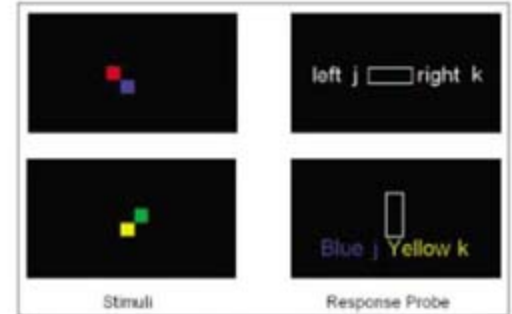 left j right k
Blue j Yellow k
Stimuli
Response Probe